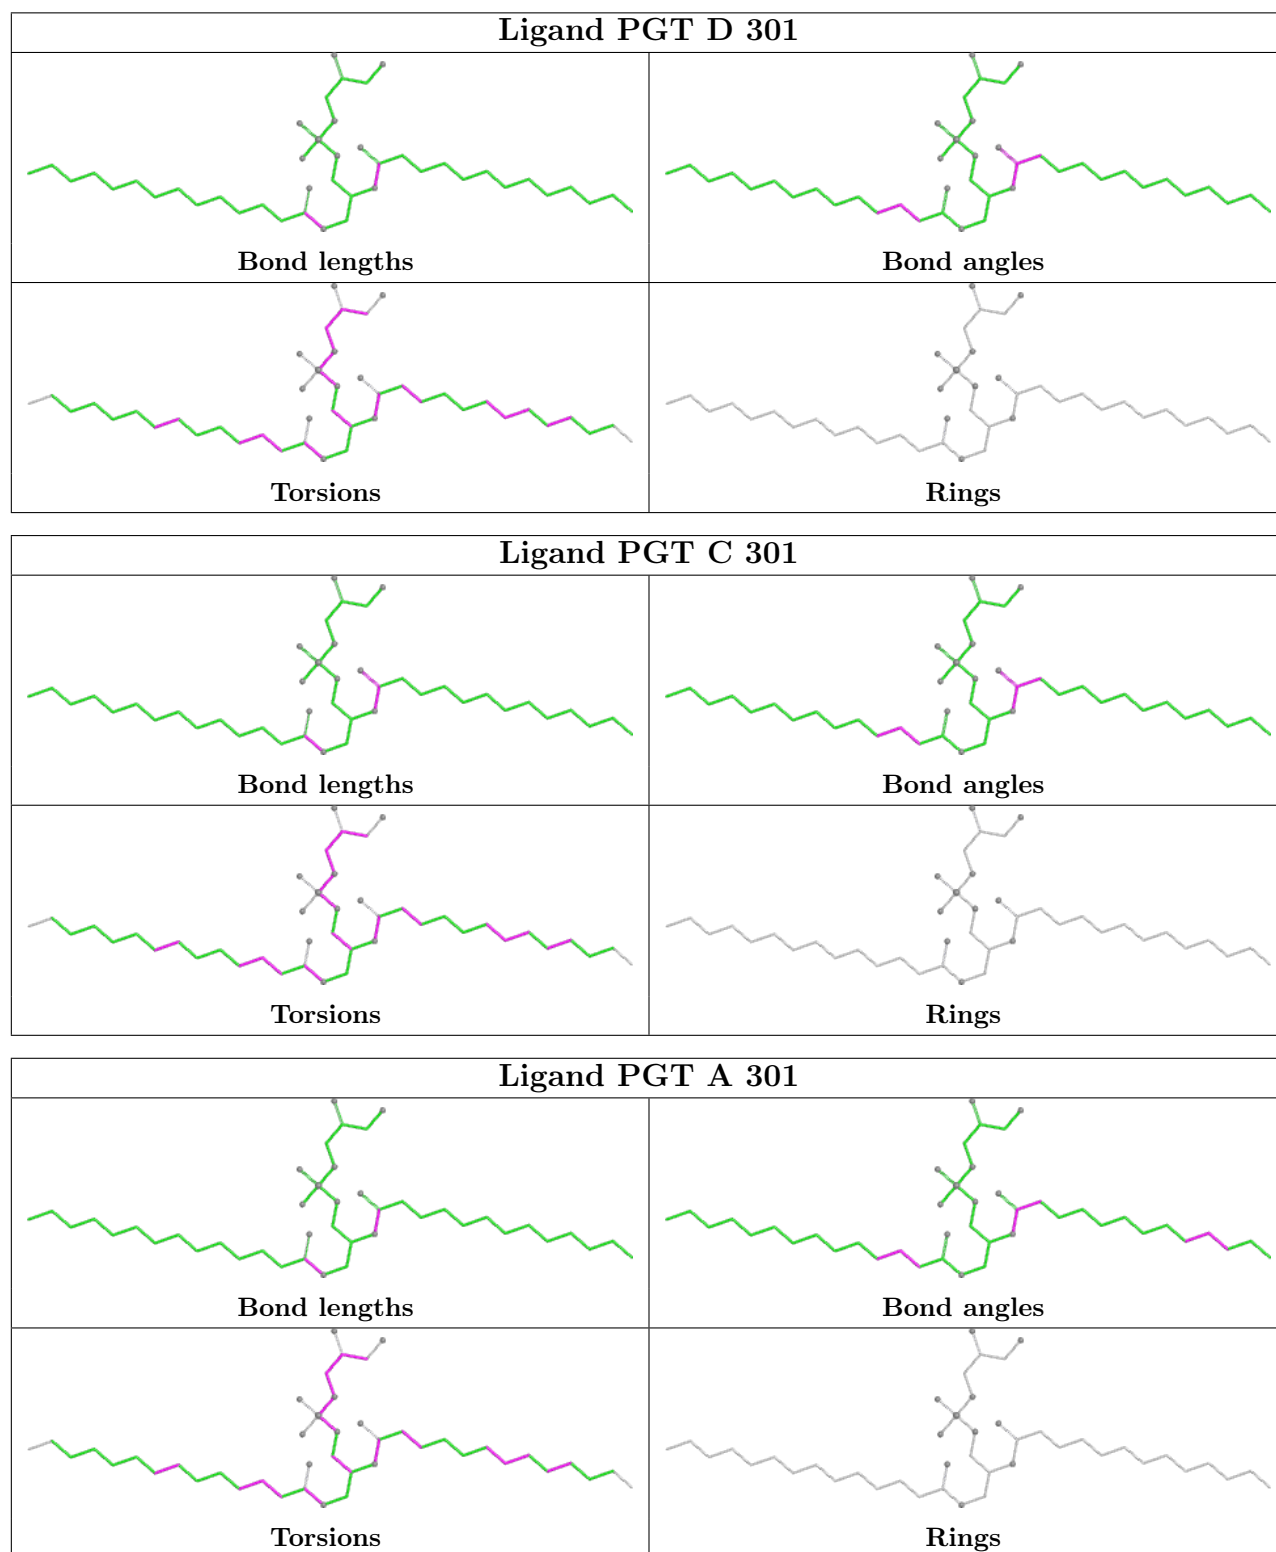 Ligand PGT D 301
Bond lengths
Bond angles
Torsions
Rings
Ligand PGT C 301
Bond lengths
Bond angles
Torsions
Rings
Ligand PGT A 301
Bond lengths
Bond angles
Torsions
Rings